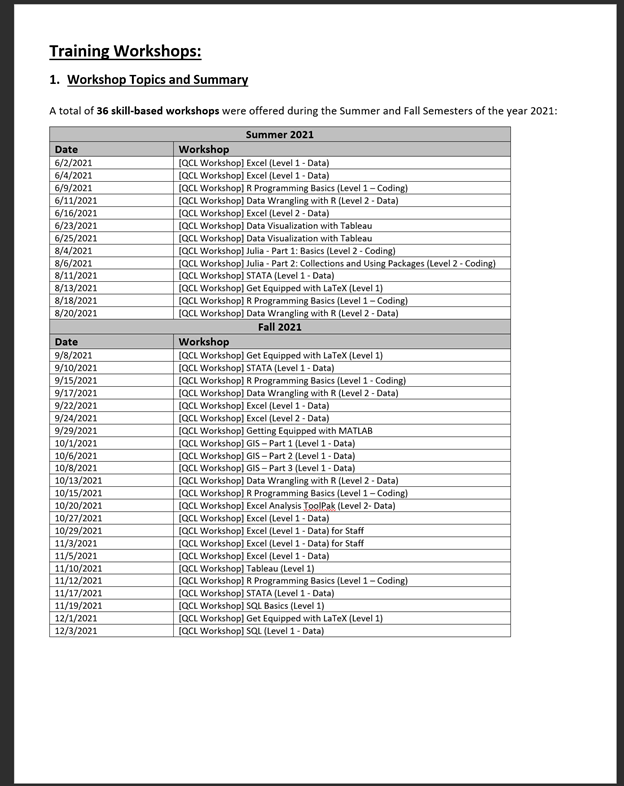 Training Workshops:
1. Workshop Topics and Summary
A total of 36 skill-based workshops were offered during the Summer and Fall Semesters of the year 2021:
Summer 2021
Date Workshop
6/2/2021 [QCL Workshop] Excel (Level 1 - Data)
6/4/2021 [QCL Workshop] Excel (Level 1 - Data)
6/9/2021 [QCL Workshop] R Programming Basics (Level 1 – Coding)
6/11/2021 [QCL Workshop] Data Wrangling with R (Level 2 - Data)
6/16/2021 [QCL Workshop] Excel (Level 2 - Data)
6/23/2021 [QCL Workshop] Data Visualization with Tableau
6/25/2021 [QCL Workshop] Data Visualization with Tableau
8/4/2021 [QCL Workshop] Julia - Part 1: Basics (Level 2 - Coding)
8/6/2021 [QCL Workshop] Julia - Part 2: Collections and Using Packages (Level 2 - Coding)
8/11/2021 [QCL Workshop] STATA (Level 1 - Data)
8/13/2021 [QCL Workshop] Get Equipped with LaTeX (Level 1)
8/18/2021 [QCL Workshop] R Programming Basics (Level 1 – Coding)
8/20/2021 [QCL Workshop] Data Wrangling with R (Level 2 - Data)
Fall 2021
Date Workshop
9/8/2021 [QCL Workshop] Get Equipped with LaTeX (Level 1)
9/10/2021 [QCL Workshop] STATA (Level 1 - Data)
9/15/2021 [QCL Workshop] R Programming Basics (Level 1 - Coding)
9/17/2021 [QCL Workshop] Data Wrangling with R (Level 2 - Data)
9/22/2021 [QCL Workshop] Excel (Level 1 - Data)
9/24/2021 [QCL Workshop] Excel (Level 2 - Data)
9/29/2021 [QCL Workshop] Getting Equipped with MATLAB
10/1/2021 [QCL Workshop] GIS – Part 1 (Level 1 - Data)
10/6/2021 [QCL Workshop] GIS – Part 2 (Level 1 - Data)
10/8/2021 [QCL Workshop] GIS – Part 3 (Level 1 - Data)
10/13/2021 [QCL Workshop] Data Wrangling with R (Level 2 - Data)
10/15/2021 [QCL Workshop] R Programming Basics (Level 1 – Coding)
10/20/2021 [QCL Workshop] Excel Analysis ToolPak (Level 2- Data)
10/27/2021 [QCL Workshop] Excel (Level 1 - Data)
10/29/2021 [QCL Workshop] Excel (Level 1 - Data) for Staff
11/3/2021 [QCL Workshop] Excel (Level 1 - Data) for Staff
11/5/2021 [QCL Workshop] Excel (Level 1 - Data)
11/10/2021 [QCL Workshop] Tableau (Level 1)
11/12/2021 [QCL Workshop] R Programming Basics (Level 1 – Coding)
11/17/2021 [QCL Workshop] STATA (Level 1 - Data)
11/19/2021 [QCL Workshop] SQL Basics (Level 1)
12/1/2021 [QCL Workshop] Get Equipped with LaTeX (Level 1)
12/3/2021 [QCL Workshop] SQL (Level 1 - Data)